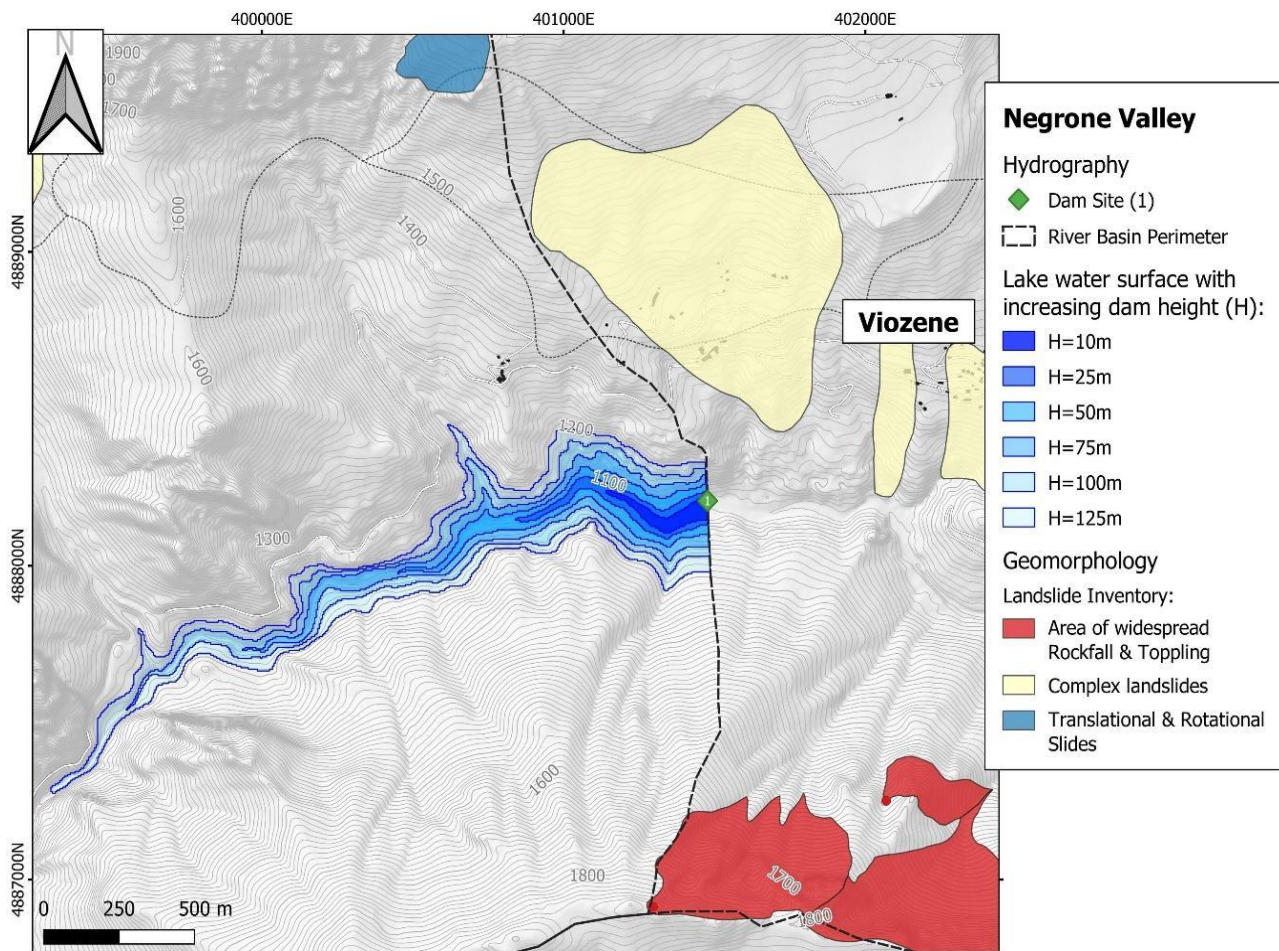 400000E
401000E
402000E
N
1900
00
1700
4889000N
4888000N
4887000N
1600
1500
1400
1600
1200
1100
1300
1600
1800
1700
1800
Viozene
1
0 250 500 m
Negrone Valley
Hydrography
Dam Site (1)
River Basin Perimeter
Lake water surface with
increasing dam height (H):
H=10m
H=25m
H=50m
H=75m
H=100m
H=125m
Geomorphology
Landslide Inventory:
Area of widespread
Rockfall & Toppling
Complex landslides
Translational & Rotational
Slides